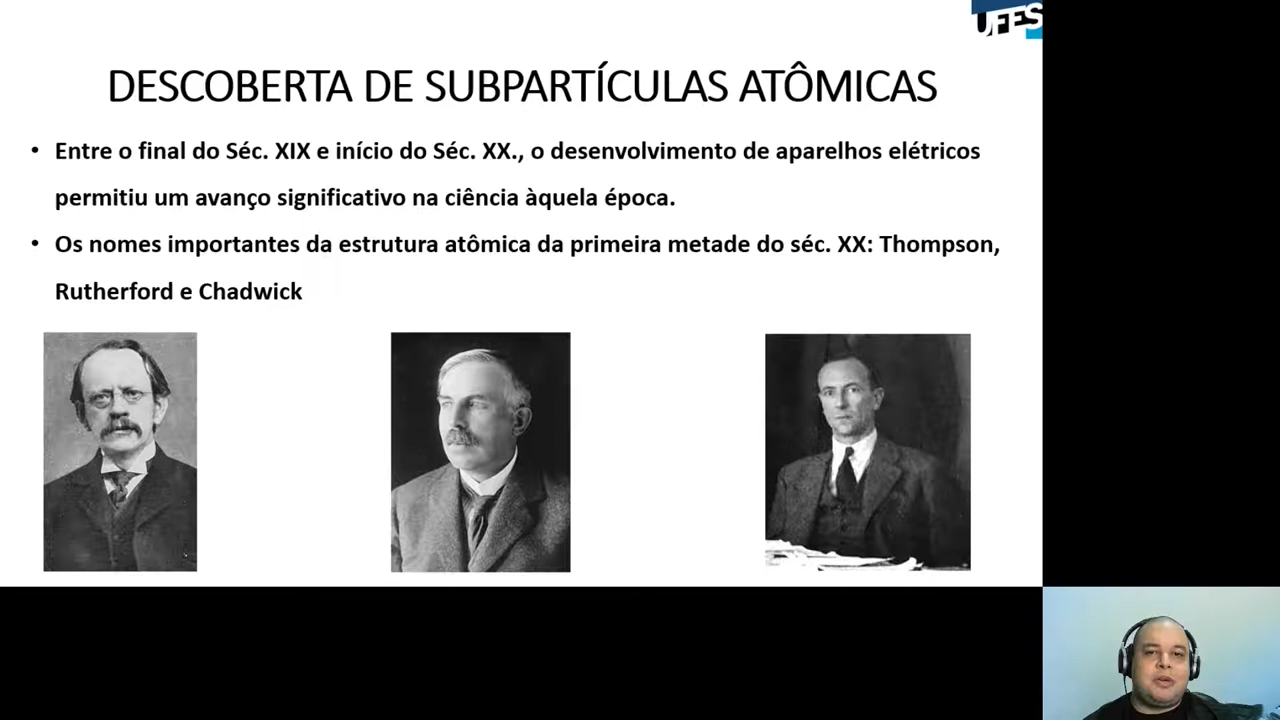 UFES
DESCOBERTA DE SUBPARTÍCULAS ATÔMICAS
• Entre o final do Séc. XIX e início do Séc. XX., o desenvolvimento de aparelhos elétricos
permitiu um avanço significativo na ciência àquela época.
• Os nomes importantes da estrutura atômica da primeira metade do séc. XX: Thompson,
Rutherford e Chadwick